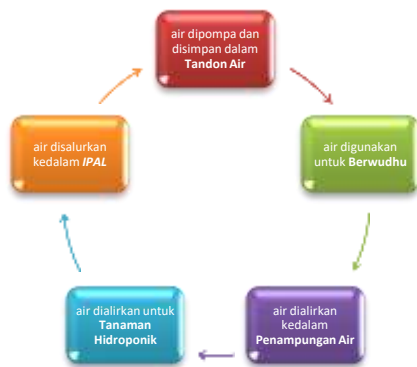 air dipompa dan
disimpan dalam
Tandon Air
air digunakan
untuk Berwudhu
air dialirkan
kedalam
Penampungan Air
air dialirkan untuk
Tanaman
Hidroponik
air disalurkan
kedalam IPAL